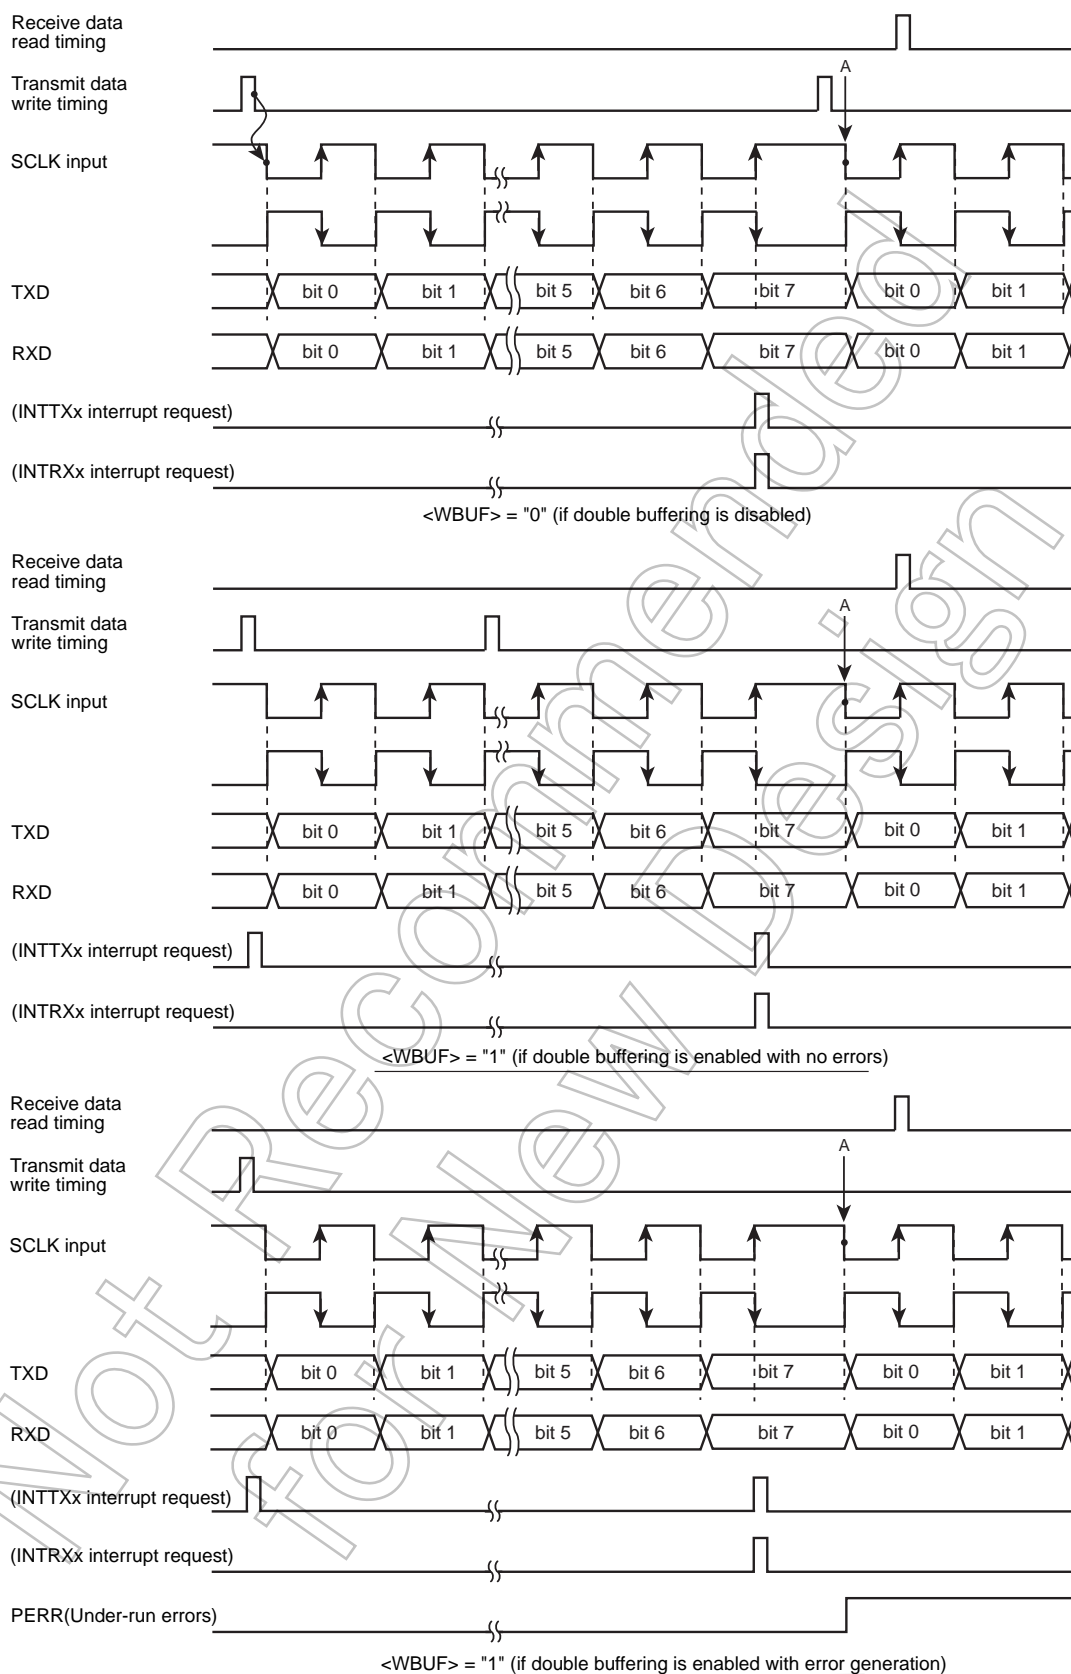 Receive data
read timing
Transmit data
write timing
A
SCLK input
TXD
bit 0 bit 1 bit 5 bit 6 bit 7 bit 0 bit 1
RXD
bit 0 bit 1 bit 5 bit 6 bit 7 bit 0 bit 1
(INTTXx interrupt request)
(INTRXx interrupt request)
<WBUF> = "0" (if double buffering is disabled)
Receive data
read timing
Transmit data
write timing
A
SCLK input
TXD
bit 0 bit 1 bit 5 bit 6 bit 7 bit 0 bit 1
RXD
bit 0 bit 1 bit 5 bit 6 bit 7 bit 0 bit 1
(INTTXx interrupt request)
(INTRXx interrupt request)
<WBUF> = "1" (if double buffering is enabled with no errors)
Receive data
read timing
Transmit data
write timing
A
SCLK input
TXD
bit 0 bit 1 bit 5 bit 6 bit 7 bit 0 bit 1
RXD
bit 0 bit 1 bit 5 bit 6 bit 7 bit 0 bit 1
(INTTXx interrupt request)
(INTRXx interrupt request)
PERR(Under-run errors)
<WBUF> = "1" (if double buffering is enabled with error generation)
Not Recommended
for New Design